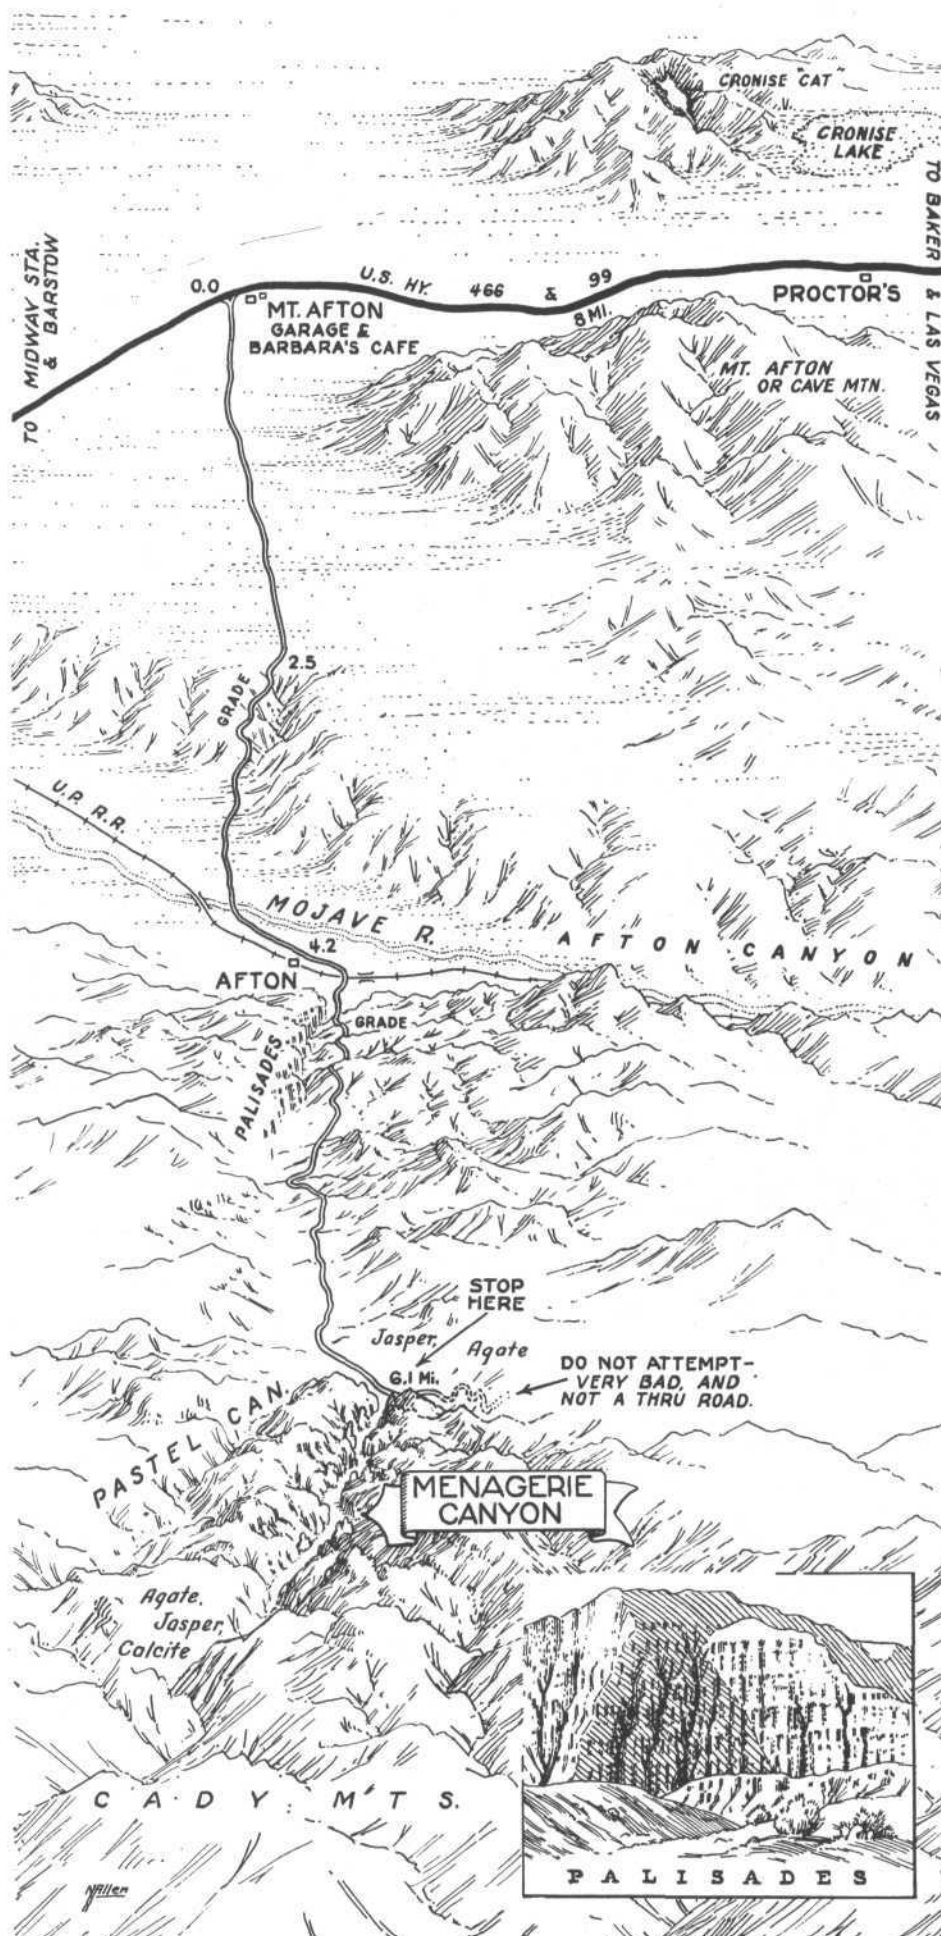 CRONISE "CAT"
CRONISE
LAKE
TO BAKER & LAS VEGAS
TO MIDWAY STA.
& BARSTOW
0.0
U.S. HY. 466 & 99
8 MI.
PROCTOR'S
MT. AFTON
GARAGE &
BARBARA'S CAFE
MT. AFTON
OR CAVE MTN.
2.5
GRADE
U.P. R.R.
MOJAVE R.
AFTON CANYON
4.2
AFTON
GRADE
PALISADES
STOP
HERE
Jasper, Agate
6.1 Mi.
DO NOT ATTEMPT-
VERY BAD, AND
NOT A THRU ROAD.
PASTEL CAN.
MENAGERIE
CANYON
Agate,
Jasper,
Calcite
CADY M'TS.
NAllen
PALISADES